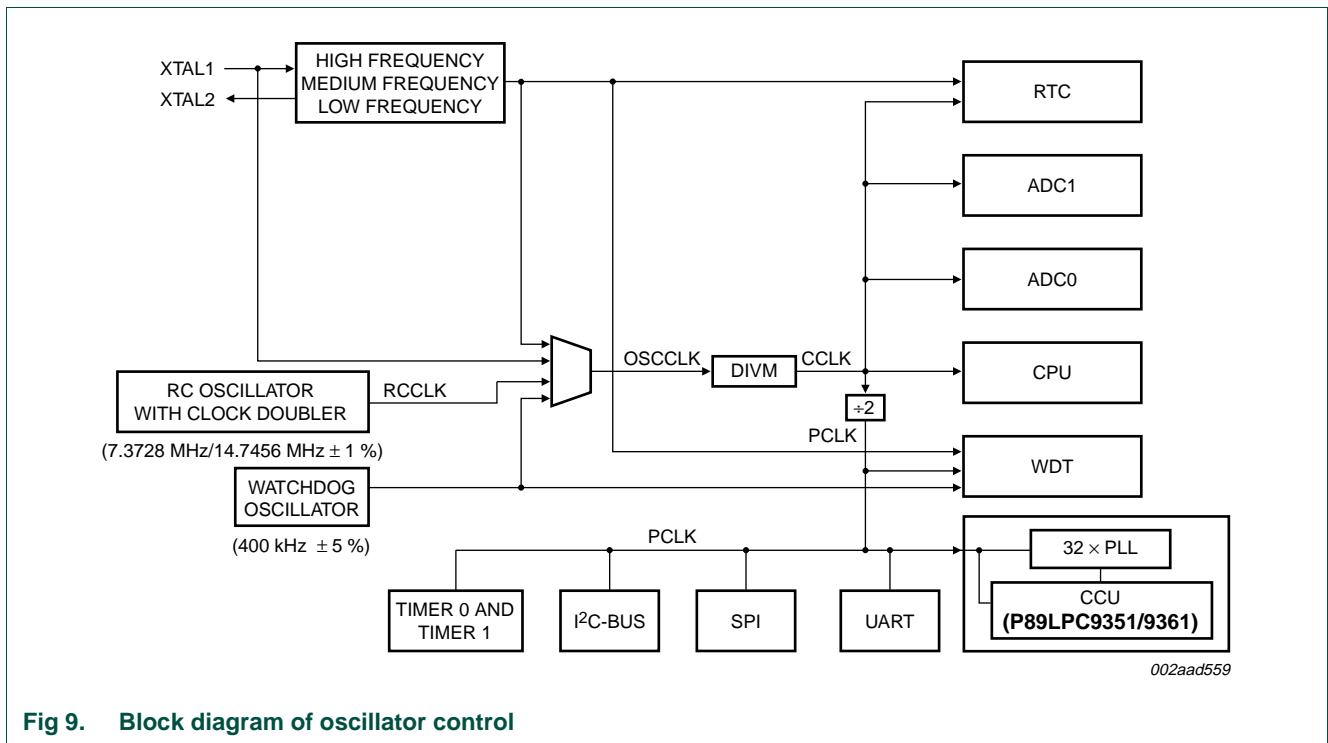 XTAL1
XTAL2
HIGH FREQUENCY
MEDIUM FREQUENCY
LOW FREQUENCY
RTC
ADC1
ADC0
OSCCLK
DIVM
CCLK
CPU
RC OSCILLATOR
WITH CLOCK DOUBLER
RCCLK
(7.3728 MHz/14.7456 MHz ± 1 %)
÷2
PCLK
WDT
WATCHDOG
OSCILLATOR
(400 kHz ± 5 %)
PCLK
32 × PLL
CCU
(P89LPC9351/9361)
TIMER 0 AND
TIMER 1
I²C-BUS
SPI
UART
002aad559
Fig 9. Block diagram of oscillator control